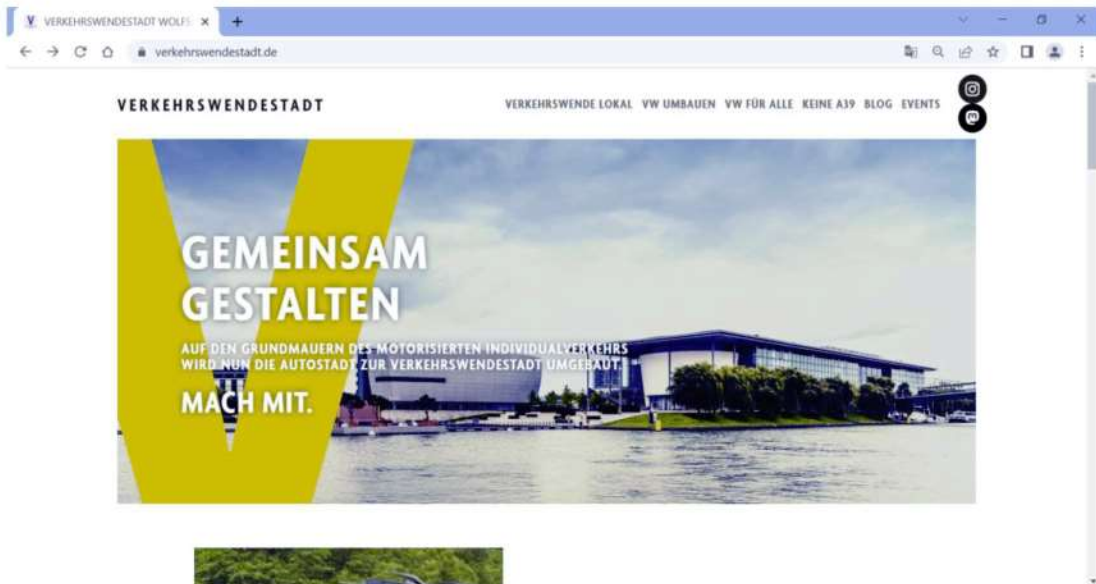 VERKEHRSWENDESTADT WOLFS
verkehrswendestadt.de
VERKEHRSWENDESTADT
VERKEHRSWENDE LOKAL VW UMBAUEN VW FÜR ALLE KEINE A39 BLOG EVENTS
GEMEINSAM
GESTALTEN
AUF DEN GRUNDMAUERN DES MOTORISIERTEN INDIVIDUALVERKEHRS
WIRD NUN DIE AUTOSTADT ZUR VERKEHRSWENDESTADT UMGEBAUT.
MACH MIT.